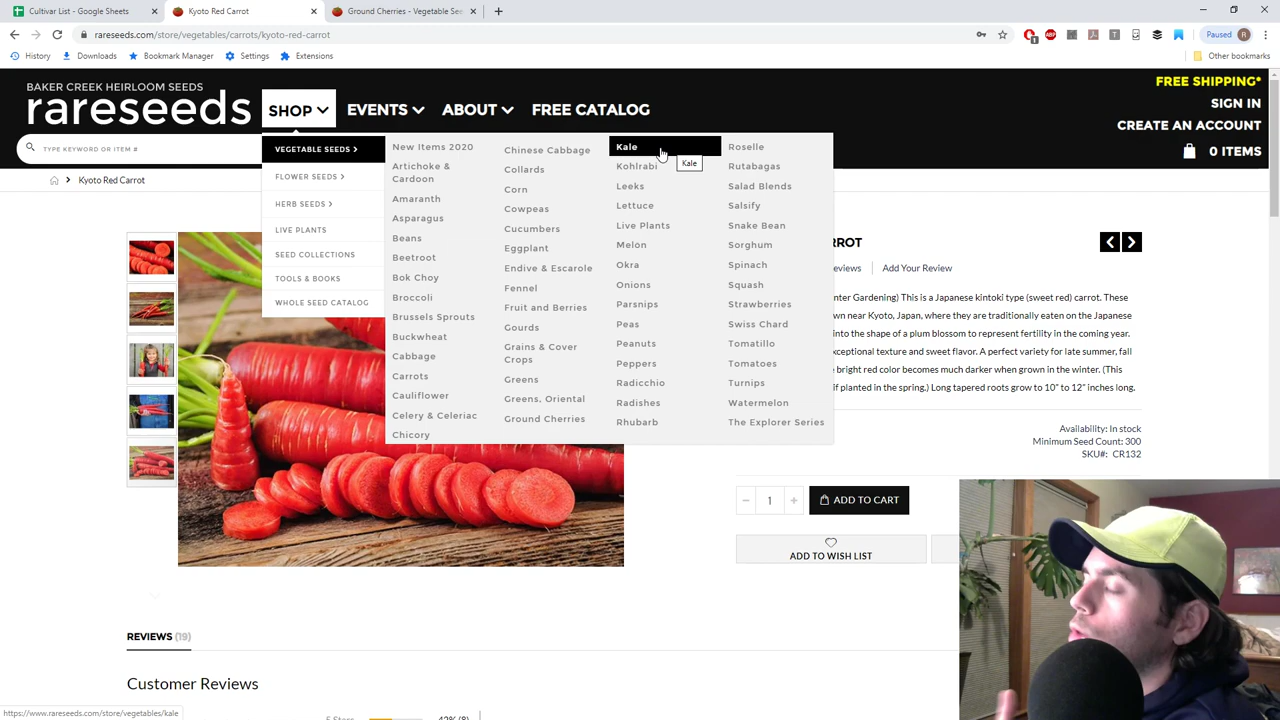 Cultivar List - Google Sheets
Kyoto Red Carrot
Ground Cherries - Vegetable See
rareseeds.com/store/vegetables/carrots/kyoto-red-carrot
Paused
R
History
Downloads
Bookmark Manager
Settings
Extensions
Other bookmarks
BAKER CREEK HEIRLOOM SEEDS
rareseeds
SHOP
EVENTS
ABOUT
FREE CATALOG
FREE SHIPPING*
SIGN IN
CREATE AN ACCOUNT
0 ITEMS
TYPE KEYWORD OR ITEM #
Kyoto Red Carrot
VEGETABLE SEEDS
FLOWER SEEDS
HERB SEEDS
LIVE PLANTS
SEED COLLECTIONS
TOOLS & BOOKS
WHOLE SEED CATALOG
New Items 2020
Artichoke &
Cardoon
Amaranth
Asparagus
Beans
Beetroot
Bok Choy
Broccoli
Brussels Sprouts
Buckwheat
Cabbage
Carrots
Cauliflower
Celery & Celeriac
Chicory
Chinese Cabbage
Collards
Corn
Cowpeas
Cucumbers
Eggplant
Endive & Escarole
Fennel
Fruit and Berries
Gourds
Grains & Cover
Crops
Greens
Greens, Oriental
Ground Cherries
Kale
Kale
Kohlrabi
Leeks
Lettuce
Live Plants
Melon
Okra
Onions
Parsnips
Peas
Peanuts
Peppers
Radicchio
Radishes
Rhubarb
Roselle
Rutabagas
Salad Blends
Salsify
Snake Bean
Sorghum
Spinach
Squash
Strawberries
Swiss Chard
Tomatillo
Tomatoes
Turnips
Watermelon
The Explorer Series
ARROT
eviews
Add Your Review
nter Gardening) This is a Japanese kintoki type (sweet red) carrot. These
wn near Kyoto, Japan, where they are traditionally eaten on the Japanese
into the shape of a plum blossom to represent fertility in the coming year.
xceptional texture and sweet flavor. A perfect variety for late summer, fall
bright red color becomes much darker when grown in the winter. (This
if planted in the spring.) Long tapered roots grow to 10" to 12" inches long.
Availability: In stock
Minimum Seed Count: 300
SKU#: CR132
1
ADD TO CART
ADD TO WISH LIST
REVIEWS (19)
Customer Reviews
5 Stars
42% (8)
https://www.rareseeds.com/store/vegetables/kale